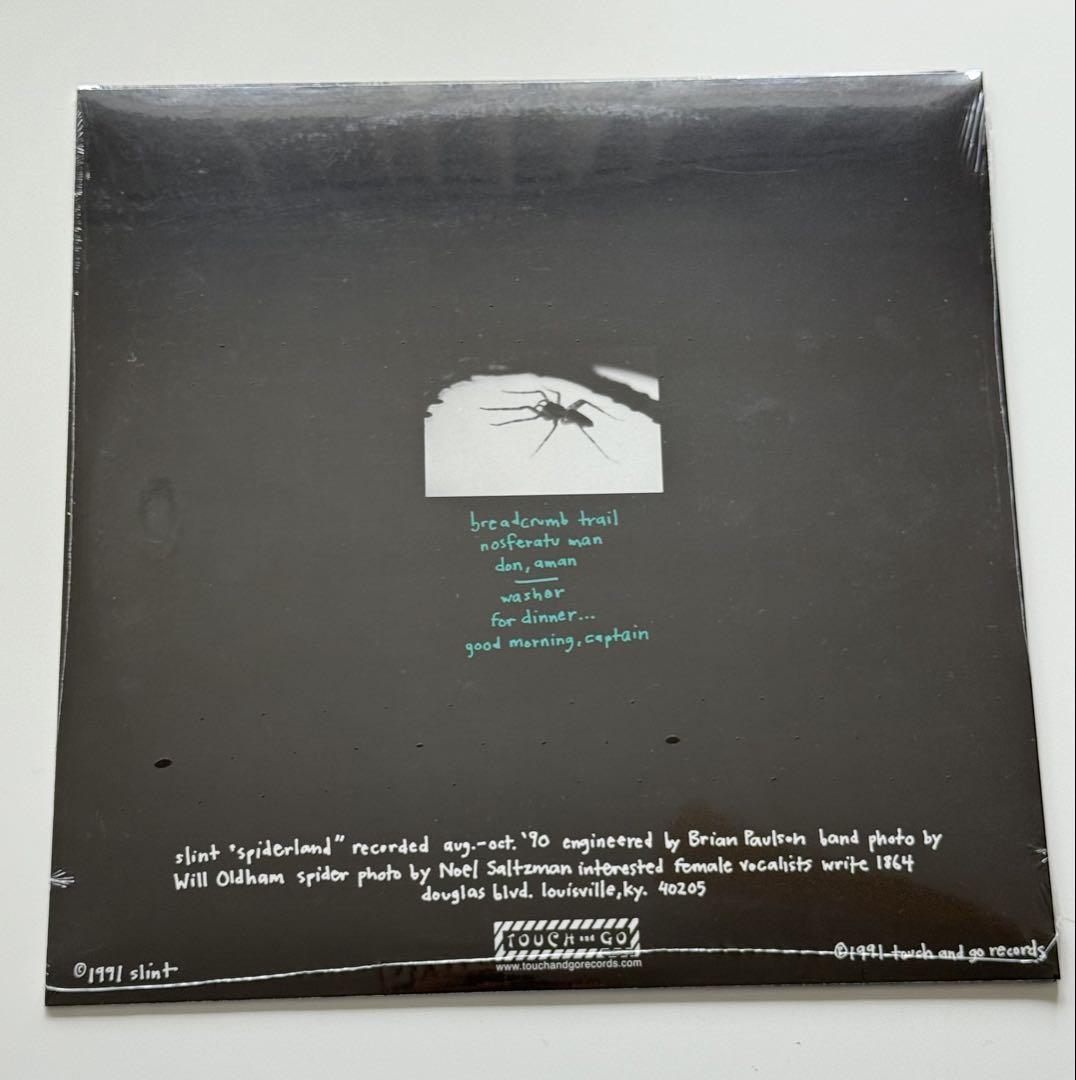 breadcrumb trail
nosferatu man
don, aman
washer
for dinner...
good morning, captain
slint "spiderland" recorded aug.-oct. '90 engineered by Brian Paulson band photo by
Will Oldham spider photo by Noel Saltzman interested female vocalists write 1864
douglas blvd. louisville, ky. 40205
TOUCH AND GO
www.touchandgorecords.com
©1991 slint
℗1991 touch and go records